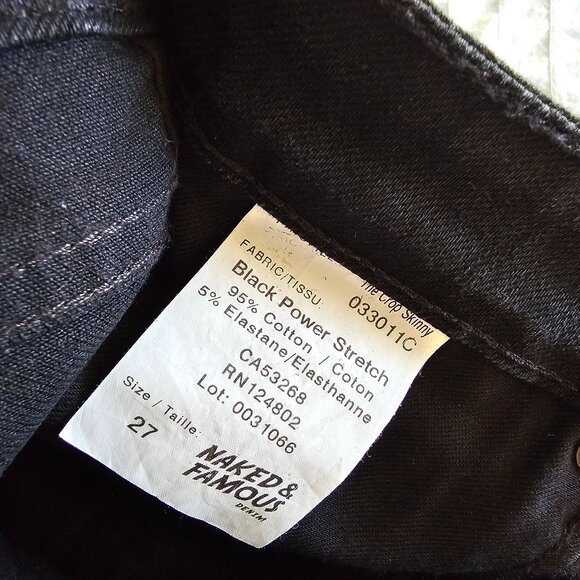 The Crop Skinny
033011C
FABRIC/TISSU:
Black Power Stretch
95% Cotton / Coton
5% Elastane/Elasthanne
CA53268
RN124802
Lot: 0031066
Size / Taille:
27
NAKED &
FAMOUS
DENIM